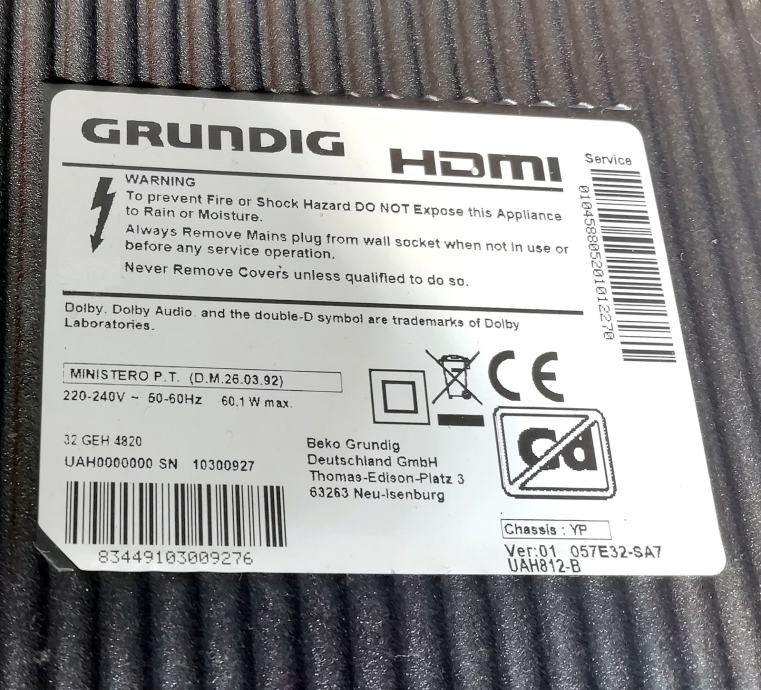 GRUNDIG
HDMI
Service
WARNING
To prevent Fire or Shock Hazard DO NOT Expose this Appliance
to Rain or Moisture.
Always Remove Mains plug from wall socket when not in use or
before any service operation.
Never Remove Covers unless qualified to do so.
01045880520101012270
Dolby, Dolby Audio and the double-D symbol are trademarks of Dolby
Laboratories.
MINISTERO P.T. (D.M.26.03.92)
220-240V ~ 50-60Hz 60,1 W max.
CE
Cd
32 GEH 4820
UAH0000000 SN 10300927
83449103009276
Beko Grundig
Deutschland GmbH
Thomas-Edison-Platz 3
63263 Neu-Isenburg
Chassis : YP
Ver:01 057E32-SA7
UAH812-B